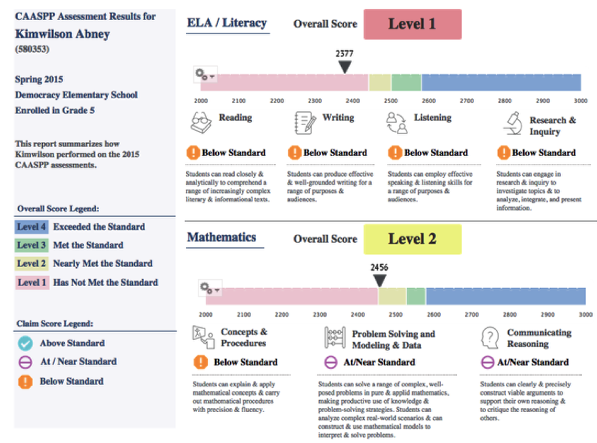 CAASPP Assessment Results for
Kimwilson Abney
(580353)
Spring 2015
Democracy Elementary School
Enrolled in Grade 5
This report summarizes how
Kimwilson performed on the 2015
CAASPP assessments.
Overall Score Legend:
Level 4 Exceeded the Standard
Level 3 Met the Standard
Level 2 Nearly Met the Standard
Level 1 Has Not Met the Standard
Claim Score Legend:
Above Standard
At / Near Standard
Below Standard
ELA / Literacy Overall Score Level 1
2377
2000 2100 2200 2300 2400 2500 2600 2700 2800 2900 3000
Reading
Below Standard
Students can read closely &
analytically to comprehend a
range of increasingly complex
literary & informational texts.
Writing
Below Standard
Students can produce effective
& well-grounded writing for a
range of purposes &
audiences.
Listening
Below Standard
Students can employ effective
speaking & listening skills for
a range of purposes &
audiences.
Research &
Inquiry
Below Standard
Students can engage in
research & inquiry to
investigate topics & to
analyze, integrate, and present
information.
Mathematics Overall Score Level 2
2456
2000 2100 2200 2300 2400 2500 2600 2700 2800 2900 3000
Concepts &
Procedures
Below Standard
Students can explain & apply
mathematical concepts & carry
out mathematical procedures
with precision & fluency.
Problem Solving and
Modeling & Data
At/Near Standard
Students can solve a range of complex, well-
posed problems in pure & applid mathematics,
making productive use of knowledge &
problem-solving strategies. Students can
analyze complex real-world scenarios & can
construct & use mathematical models to
interpret & solve problems.
Communicating
Reasoning
At/Near Standard
Students can clearly & precisely
construct viable arguments to
support their own reasoning &
to critique the reasoning of
others.